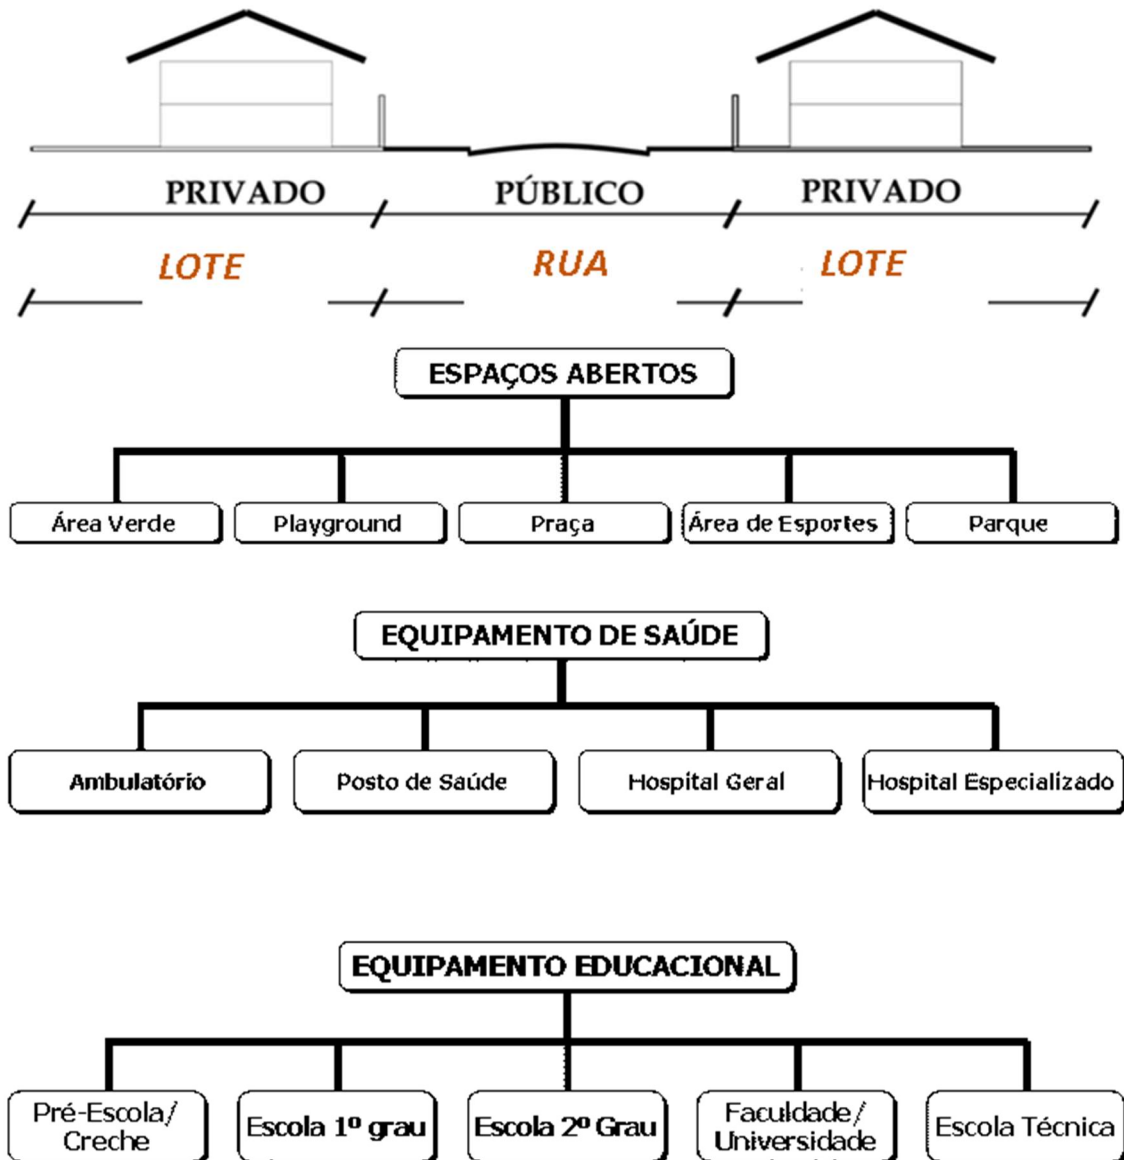 PRIVADO PÚBLICO PRIVADO
LOTE RUA LOTE
ESPAÇOS ABERTOS
Área Verde
Playground
Praça
Área de Esportes
Parque
EQUIPAMENTO DE SAÚDE
Ambulatório
Posto de Saúde
Hospital Geral
Hospital Especializado
EQUIPAMENTO EDUCACIONAL
Pré-Escola/
Creche
Escola 1º grau
Escola 2º Grau
Faculdade/
Universidade
Escola Técnica